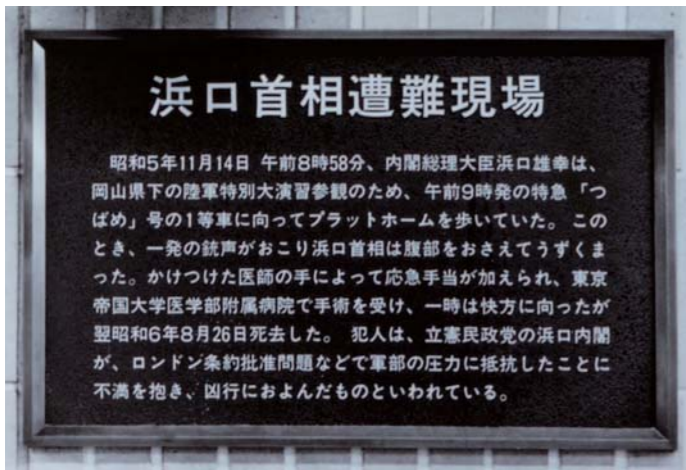 浜口首相遭難現場
昭和5年11月14日 午前8時58分、内閣総理大臣浜口雄幸は、
岡山県下の陸軍特別大演習参観のため、午前9時発の特急「つ
ばめ」号の1等車に向ってプラットホームを歩いていた。このと
とき、一発の銃声がおこり浜口首相は腹部をおさえてうずくま
った。かけつけた医師の手によって応急手当が加えられ、東京
帝国大学医学部附属病院で手術を受け、一時は快方に向ったが
翌昭和6年8月26日死去した。犯人は、立憲民政党の浜口内閣
が、ロンドン条約批准問題などで軍部の圧力に抵抗したことに
不満を抱き、凶行におよんだものといわれている。